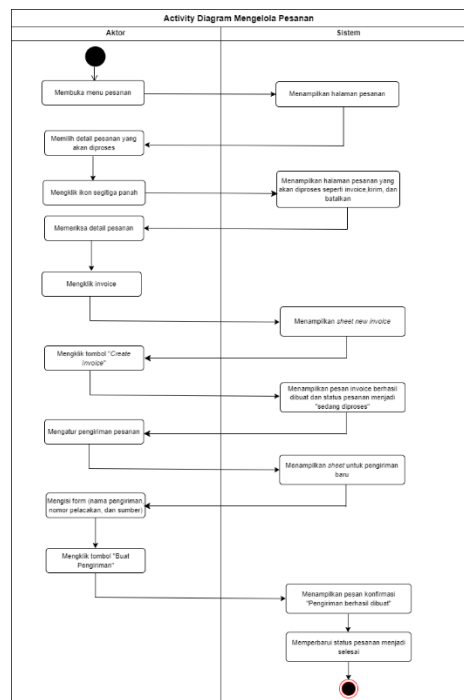 Activity Diagram Mengelola Pesanan
Aktor
Sistem
Membuka menu pesanan
Menampilkan halaman pesanan
Memilih detail pesanan yang
akan diproses
Mengklik ikon segitiga panah
Menampilkan halaman pesanan yang
akan diproses seperti invoice,kirim, dan
batalkan
Memeriksa detail pesanan
Mengklik invoice
Menampilkan sheet new invoice
Mengklik tombol "Create
Invoice"
Menampilkan pesan invoice berhasil
dibuat dan status pesanan menjadi
"sedang diproses"
Mengatur pengiriman pesanan
Menampilkan sheet untuk pengiriman
baru
Mengisi form (nama pengiriman,
nomor pelacakan, dan sumber)
Mengklik tombol "Buat
Pengiriman"
Menampilkan pesan konfirmasi
"Pengiriman berhasil dibuat"
Memperbarui status pesanan menjadi
selesai